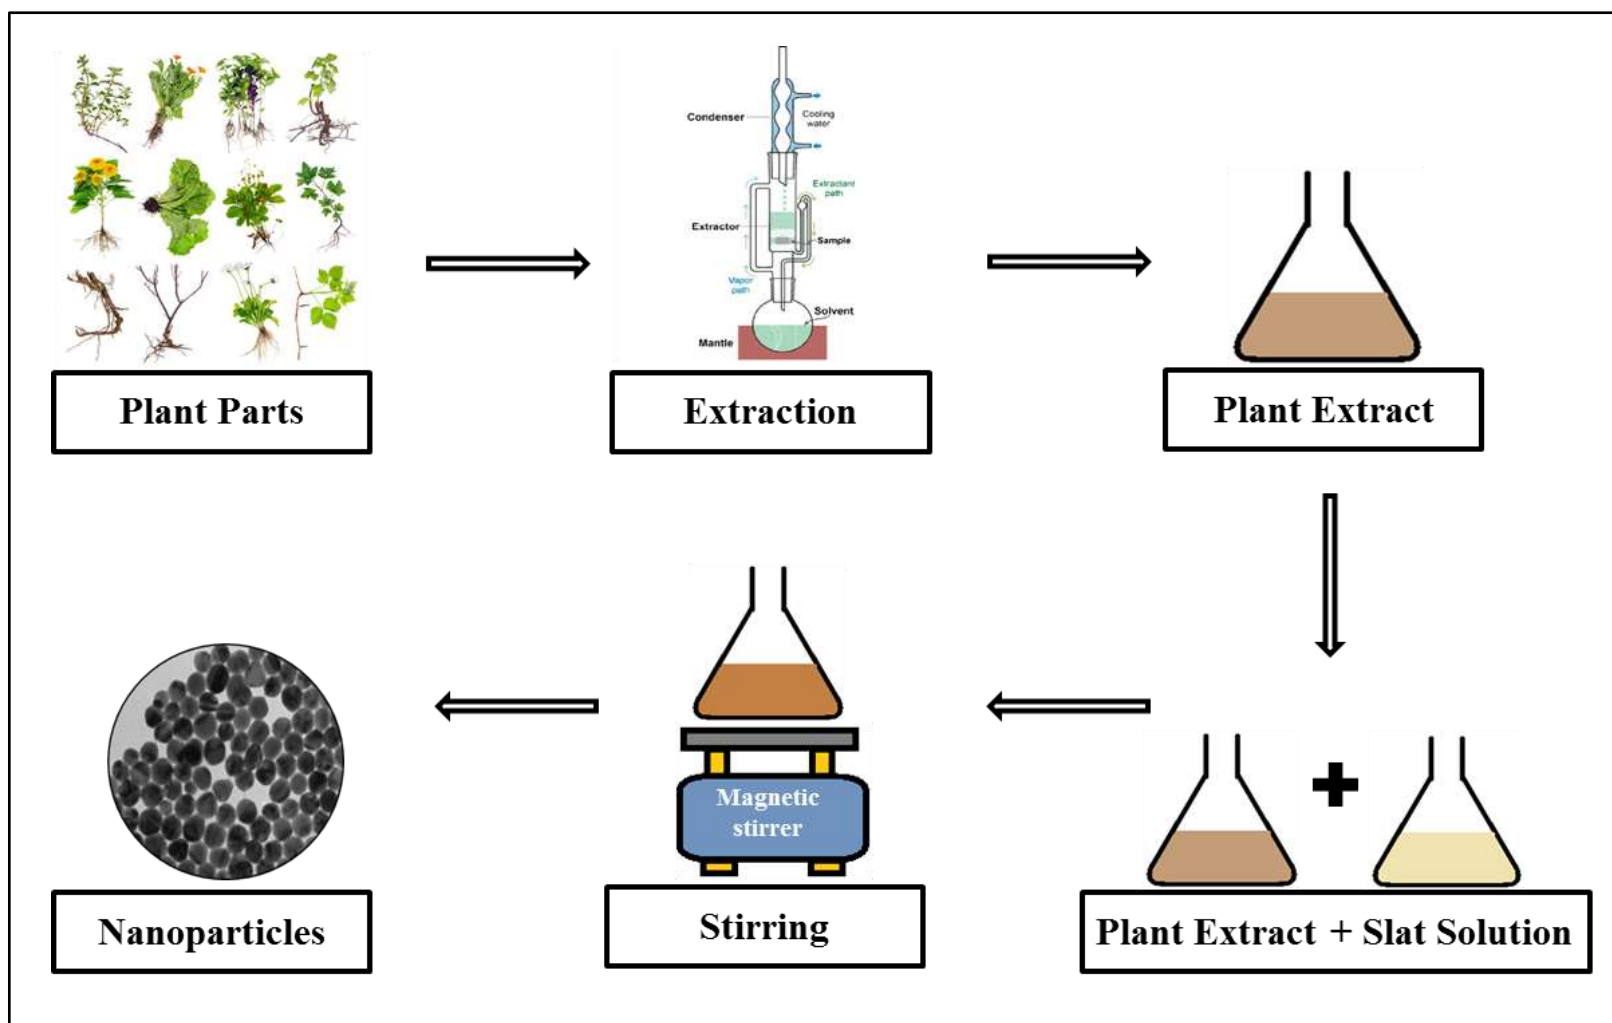 Condenser
Cooling
water
Extractant
path
Extractor
Sample
Vapor
path
Solvent
Mantle
Plant Parts
Extraction
Plant Extract
Magnetic
stirrer
Nanoparticles
Stirring
Plant Extract + Slat Solution